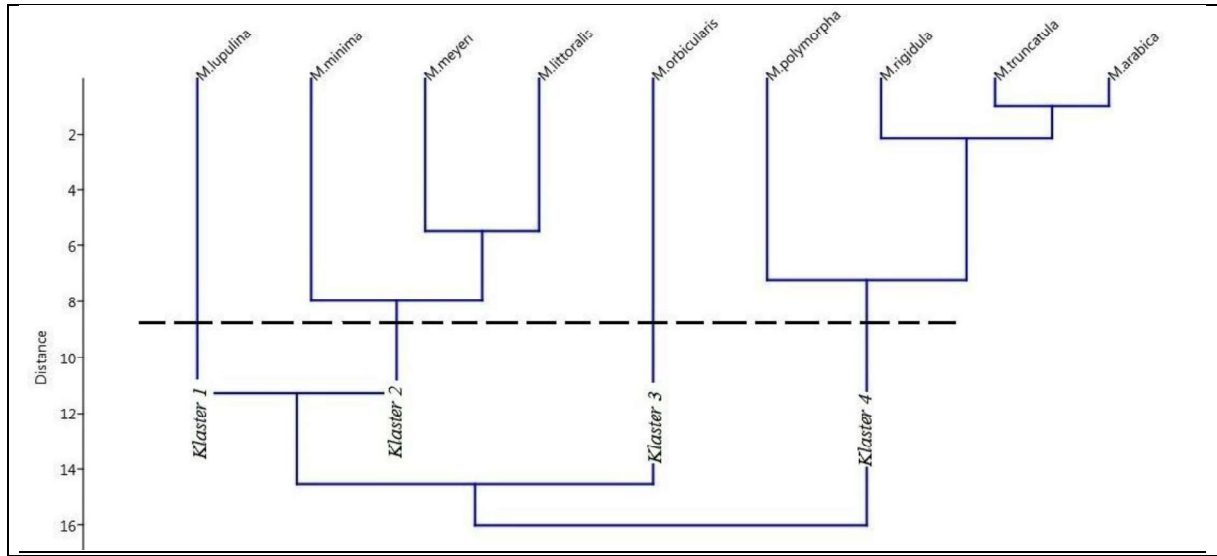 M.lupulina
M.minima
M.meyeri
M.littoralis
M.orbicularis
M.polymorpha
M.rigidula
M.truncatula
M.arabica
2
4
6
8
10
12
14
16
Distance
Klaster 1
Klaster 2
Klaster 3
Klaster 4